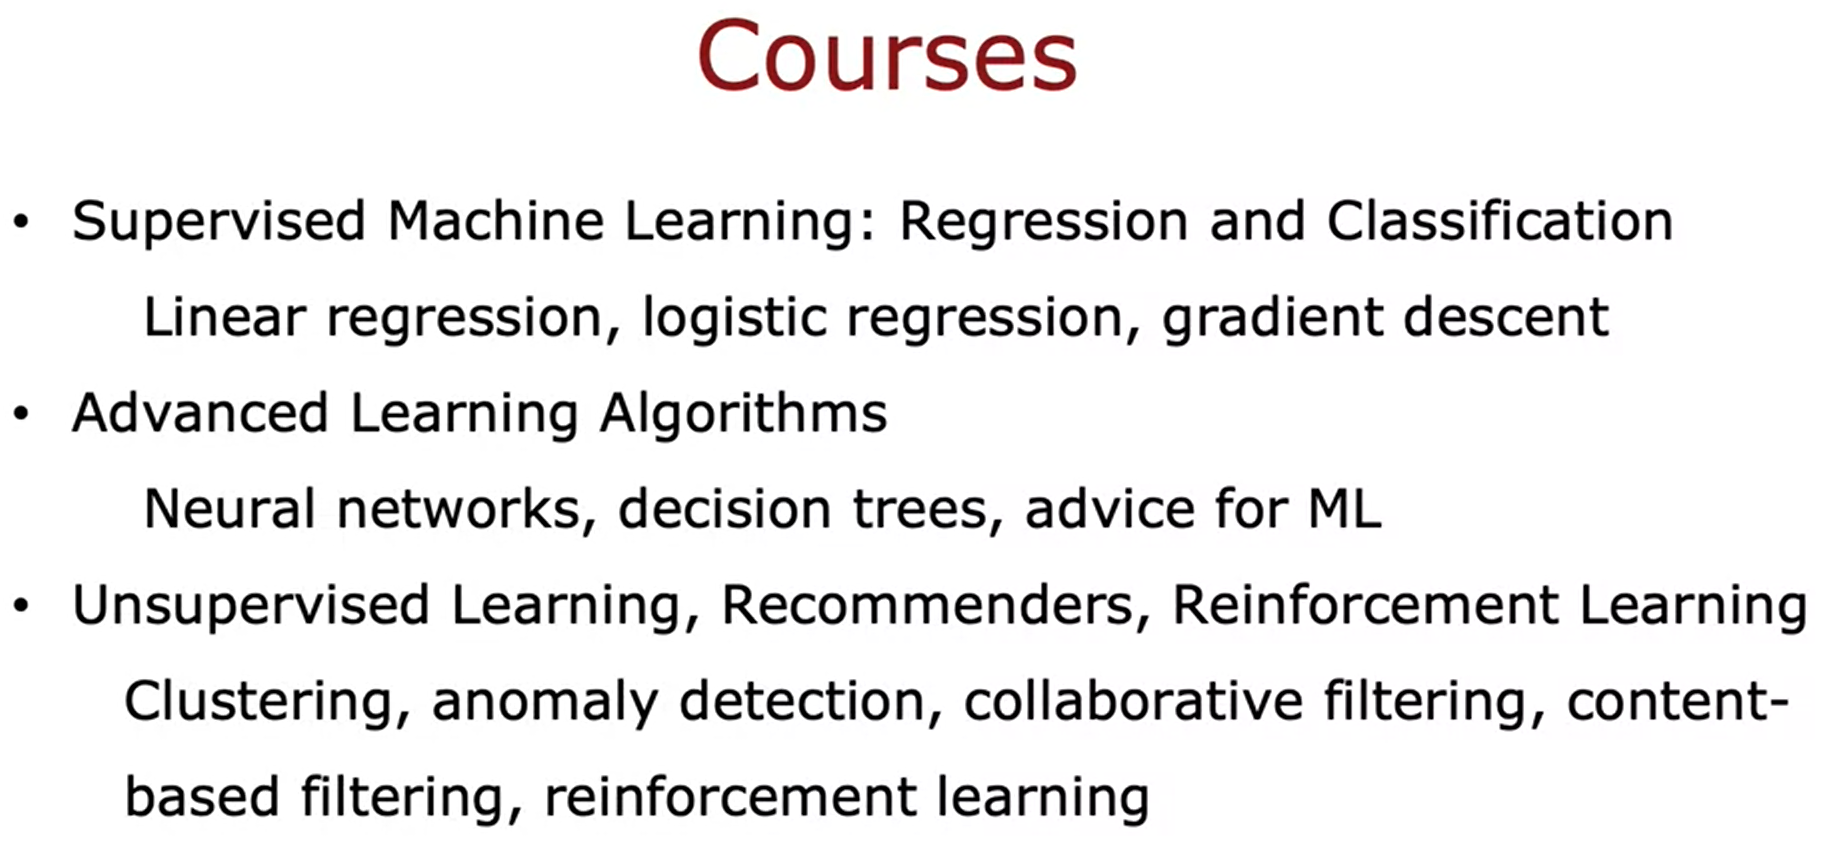 Courses
• Supervised Machine Learning: Regression and Classification
Linear regression, logistic regression, gradient descent
• Advanced Learning Algorithms
Neural networks, decision trees, advice for ML
• Unsupervised Learning, Recommenders, Reinforcement Learning
Clustering, anomaly detection, collaborative filtering, content-
based filtering, reinforcement learning